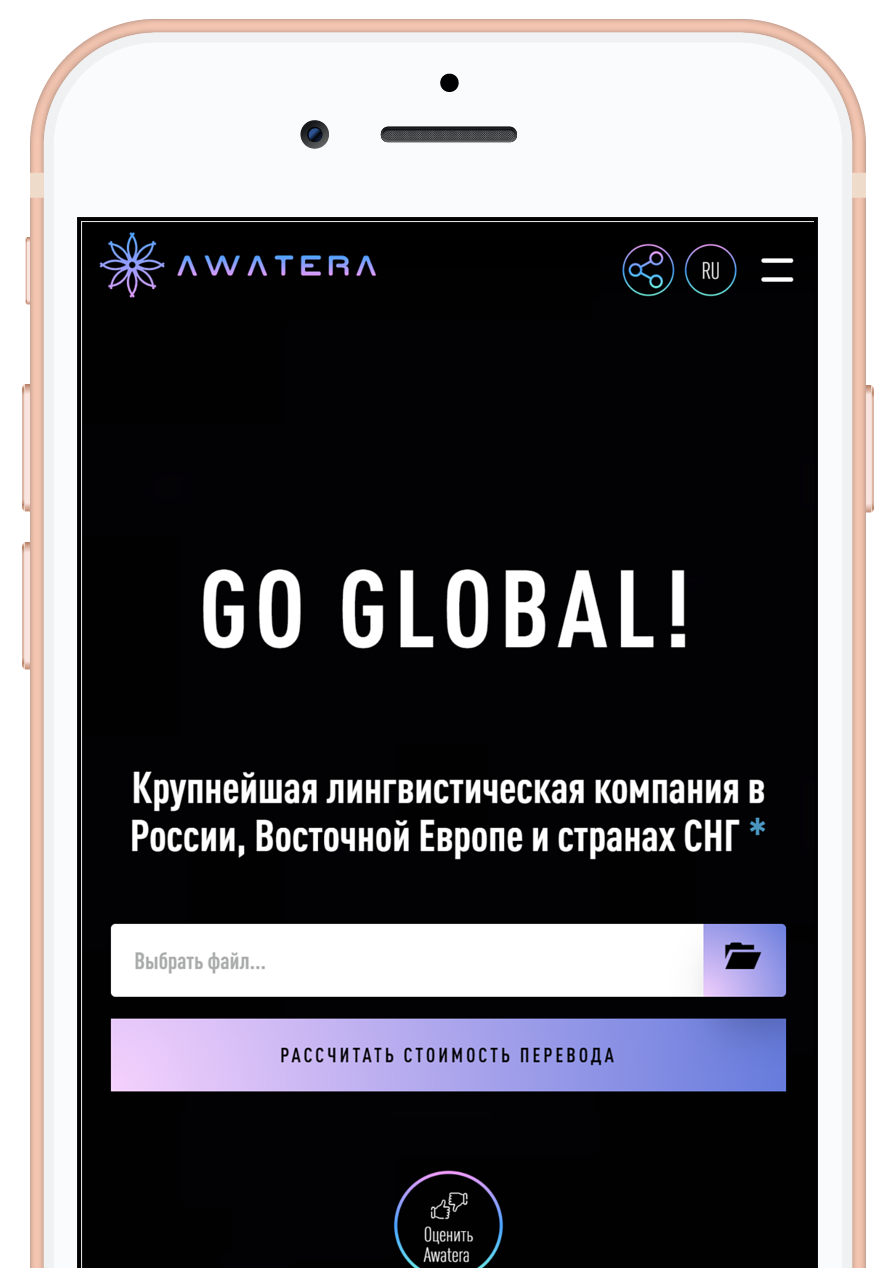 AWATERA
RU
GO GLOBAL!
Крупнейшая лингвистическая компания в
России, Восточной Европе и странах СНГ *
Выбрать файл...
РАССЧИТАТЬ СТОИМОСТЬ ПЕРЕВОДА
Оценить
Awatera